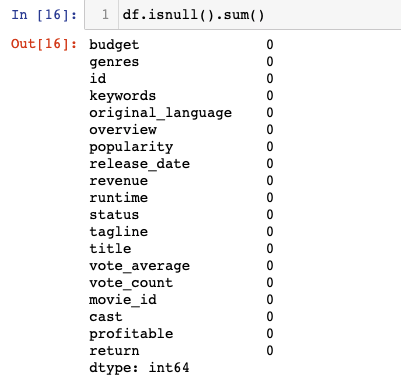 In [16]: 1 df.isnull().sum()
Out[16]: budget 0
genres 0
id 0
keywords 0
original_language 0
overview 0
popularity 0
release_date 0
revenue 0
runtime 0
status 0
tagline 0
title 0
vote_average 0
vote_count 0
movie_id 0
cast 0
profitable 0
return 0
dtype: int64